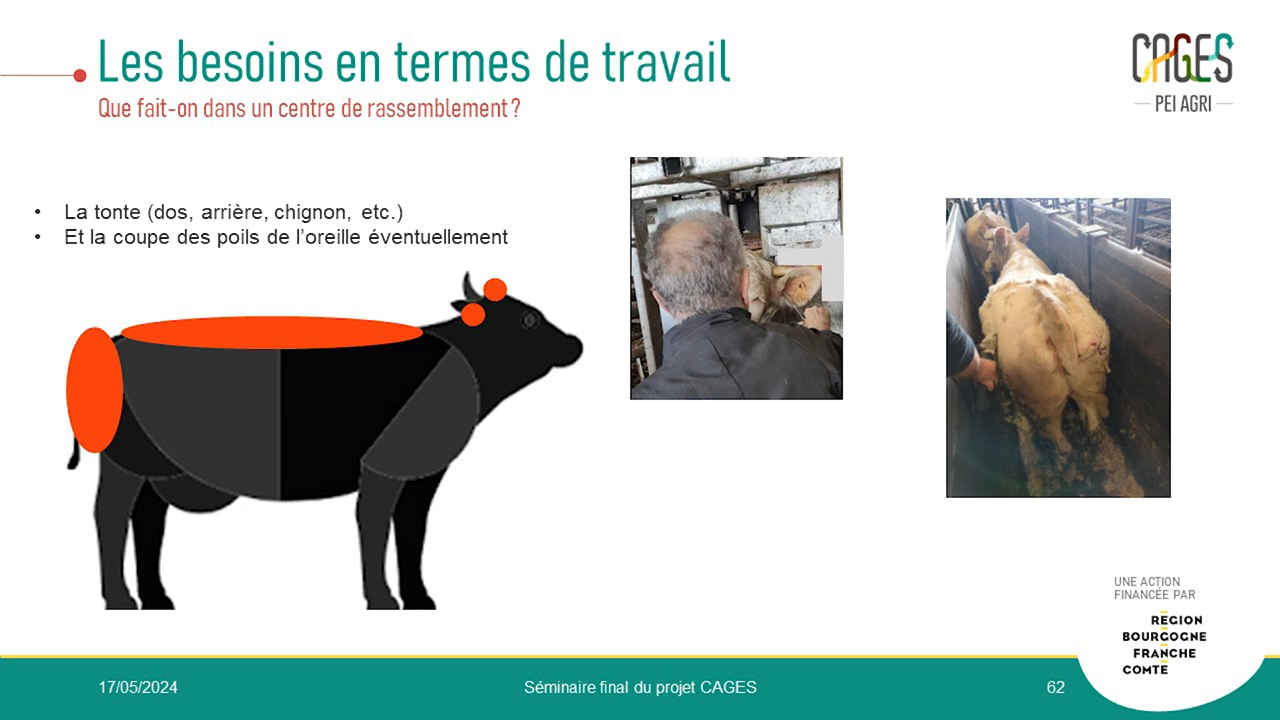 Les besoins en termes de travail
Que fait-on dans un centre de rassemblement ?
CAGES
PEI AGRI
• La tonte (dos, arrière, chignon, etc.)
• Et la coupe des poils de l’oreille éventuellement
UNE ACTION
FINANCÉE PAR
RÉGION
BOURGOGNE
FRANCHE
COMTE
17/05/2024
Séminaire final du projet CAGES
62